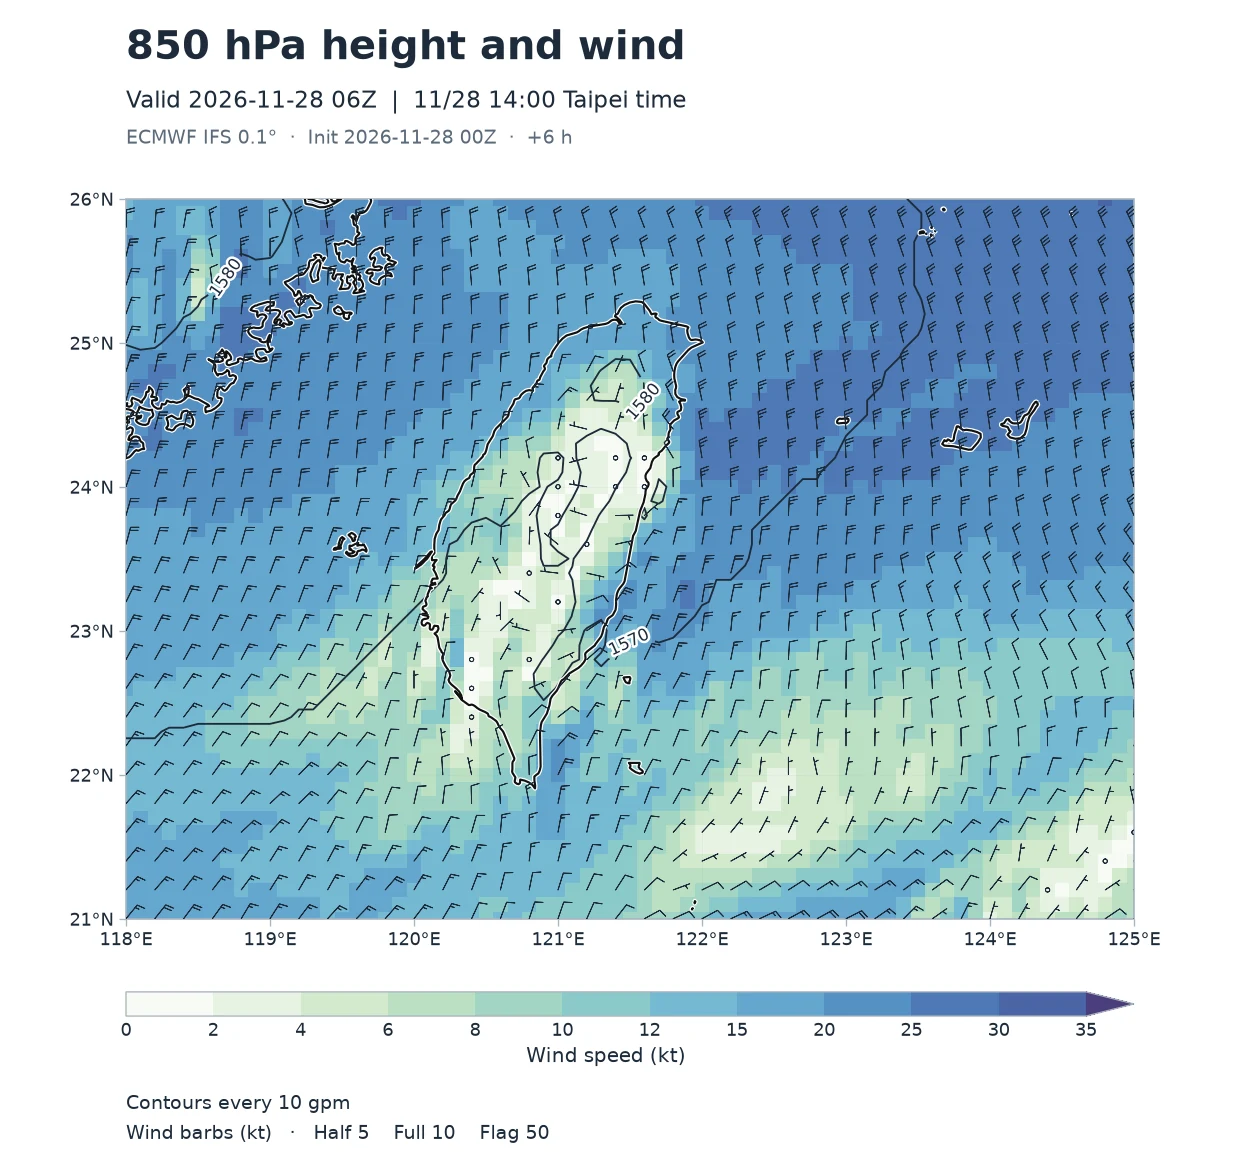 850 hPa height and wind
Valid 2026-11-28 06Z | 11/28 14:00 Taipei time
ECMWF IFS 0.1° · Init 2026-11-28 00Z · +6 h
26°N
1580
25°N
1580
24°N
23°N
1570
22°N
21°N
118°E 119°E 120°E 121°E 122°E 123°E 124°E 125°E
0 2 4 6 8 10 12 15 20 25 30 35
Wind speed (kt)
Contours every 10 gpm
Wind barbs (kt) · Half 5 Full 10 Flag 50